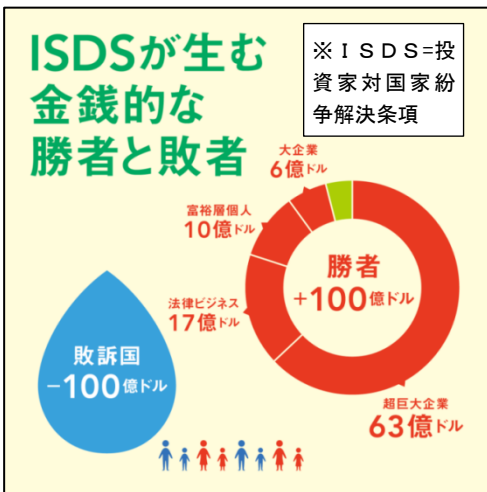 ISDSが生む
金銭的な
勝者と敗者
※ISDS=投
資家対国家紛
争解決条項
大企業
6億ドル
富裕層個人
10億ドル
法律ビジネス
17億ドル
勝者
+100億ドル
敗訴国
−100億ドル
超巨大企業
63億ドル